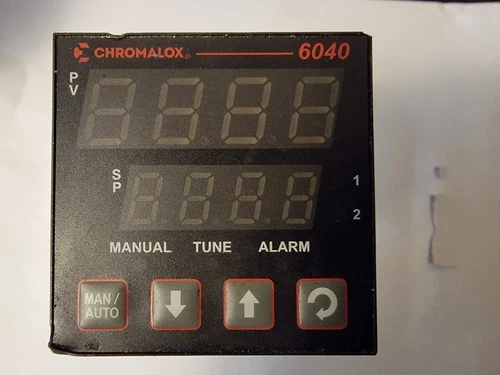 CHROMALOX® 6040
PV
SP
1
2
MANUAL TUNE ALARM
MAN/
AUTO